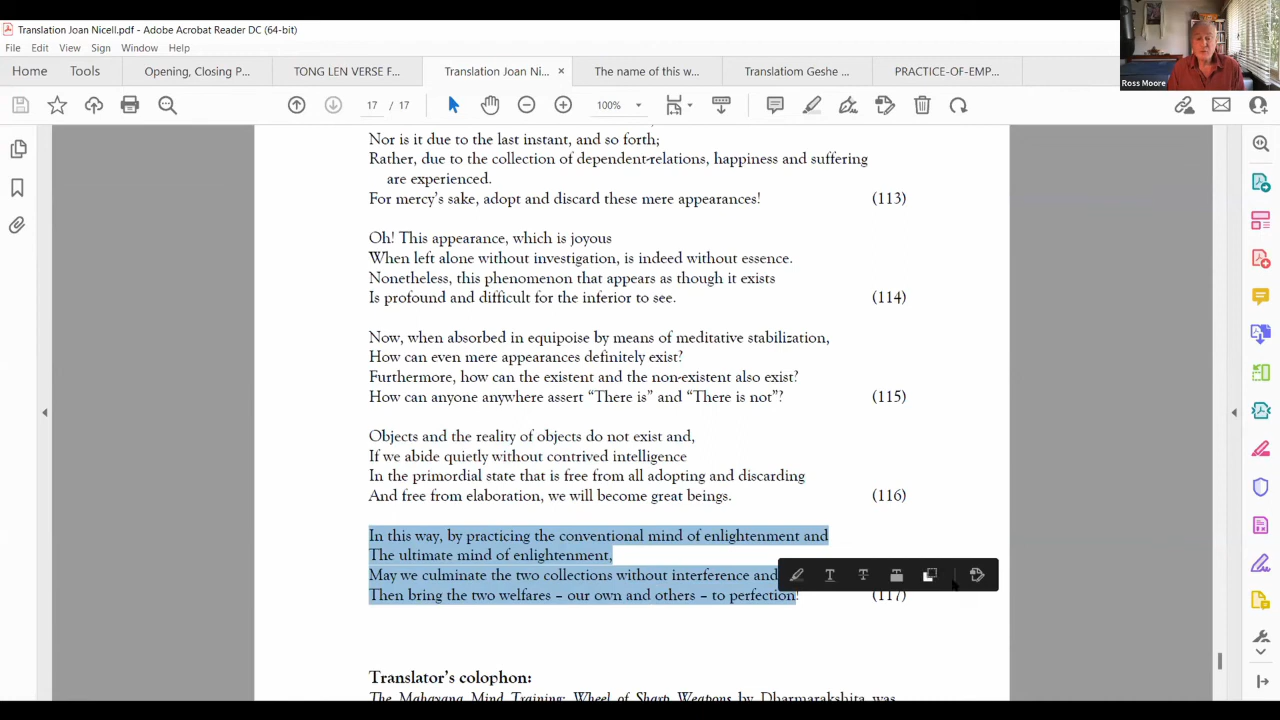 Translation Joan Nicell.pdf - Adobe Acrobat Reader DC (64-bit)
File Edit View Sign Window Help
Home Tools Opening, Closing P... TONG LEN VERSE F... Translation Joan Ni... × The name of this w... Translatiom Geshe ... PRACTICE-OF-EMP...
Ross Moore
17 / 17 100%
Nor is it due to the last instant, and so forth;
Rather, due to the collection of dependent-relations, happiness and suffering
are experienced.
For mercy's sake, adopt and discard these mere appearances! (113)
Oh! This appearance, which is joyous
When left alone without investigation, is indeed without essence.
Nonetheless, this phenomenon that appears as though it exists
Is profound and difficult for the inferior to see. (114)
Now, when absorbed in equipoise by means of meditative stabilization,
How can even mere appearances definitely exist?
Furthermore, how can the existent and the non-existent also exist?
How can anyone anywhere assert “There is” and “There is not”? (115)
Objects and the reality of objects do not exist and,
If we abide quietly without contrived intelligence
In the primordial state that is free from all adopting and discarding
And free from elaboration, we will become great beings. (116)
In this way, by practicing the conventional mind of enlightenment and
The ultimate mind of enlightenment,
May we culminate the two collections without interference and
Then bring the two welfares – our own and others – to perfection! (117)
Translator's colophon:
The Mahayana Mind Training: Wheel of Sharp Weapons by Dharmarakshita was